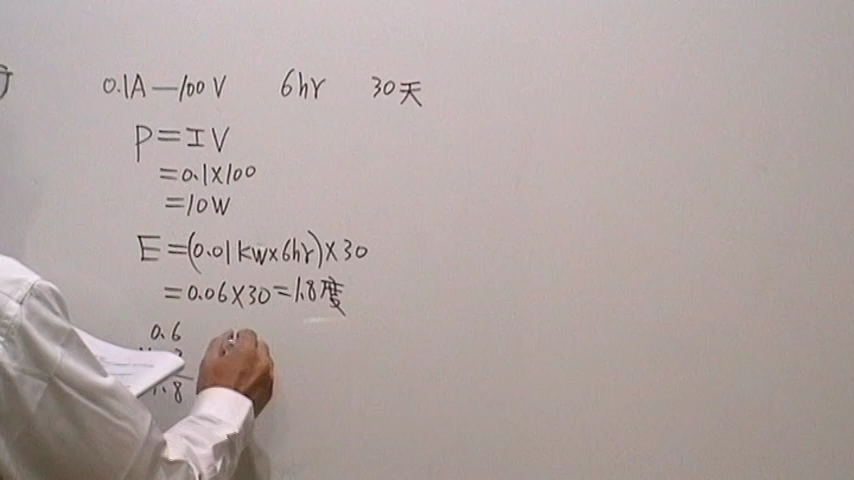 0.1A—100V 6hr 30天
P=IV
=0.1×100
=10W
E=(0.01kw×6hr)×30
=0.06×30=1.8度
0.6
1.8